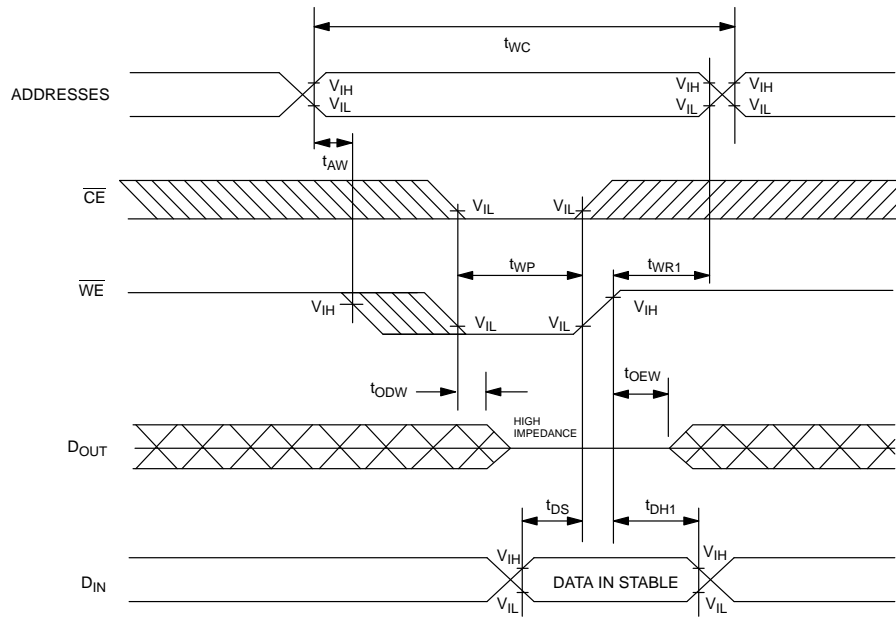 tWC
ADDRESSES
VIH
VIL
VIH
VIL
VIH
VIL
tAW
CE
VIL
VIL
tWP
tWR1
WE
VIH
VIL
VIL
VIH
tODW
tOEW
DOUT
HIGH
IMPEDANCE
tDS
tDH1
DIN
VIH
VIL
DATA IN STABLE
VIH
VIL